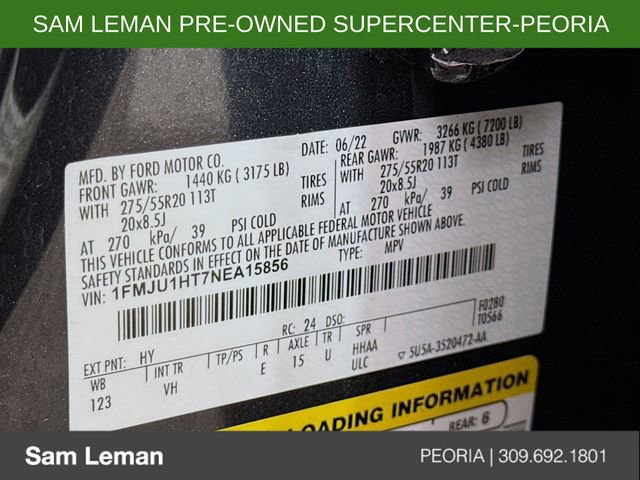 SAM LEMAN PRE-OWNED SUPERCENTER-PEORIA
MFD. BY FORD MOTOR CO.
DATE: 06/22 GVWR: 3266 KG ( 7200 LB)
FRONT GAWR: 1440 KG ( 3175 LB)
REAR GAWR: 1987 KG ( 4380 LB)
WITH 275/55R20 113T TIRES
275/55R20 113T TIRES
20x8.5J RIMS
WITH 20x8.5J RIMS
AT 270 kPa/ 39 PSI COLD
AT 270 kPa/ 39 PSI COLD
THIS VEHICLE CONFORMS TO ALL APPLICABLE FEDERAL MOTOR VEHICLE
SAFETY STANDARDS IN EFFECT ON THE DATE OF MANUFACTURE SHOWN ABOVE.
VIN: 1FMJU1HT7NEA15856
TYPE: MPV
F0280
T0566
RC: 24 DSO:
EXT PNT: HY
WB INT TR TP/PS R AXLE TR SPR
123 VH E 15 U HHAA
ULC
5U5A-3520472-AA
LOADING INFORMATION
REAR: 6
Sam Leman
PEORIA | 309.692.1801